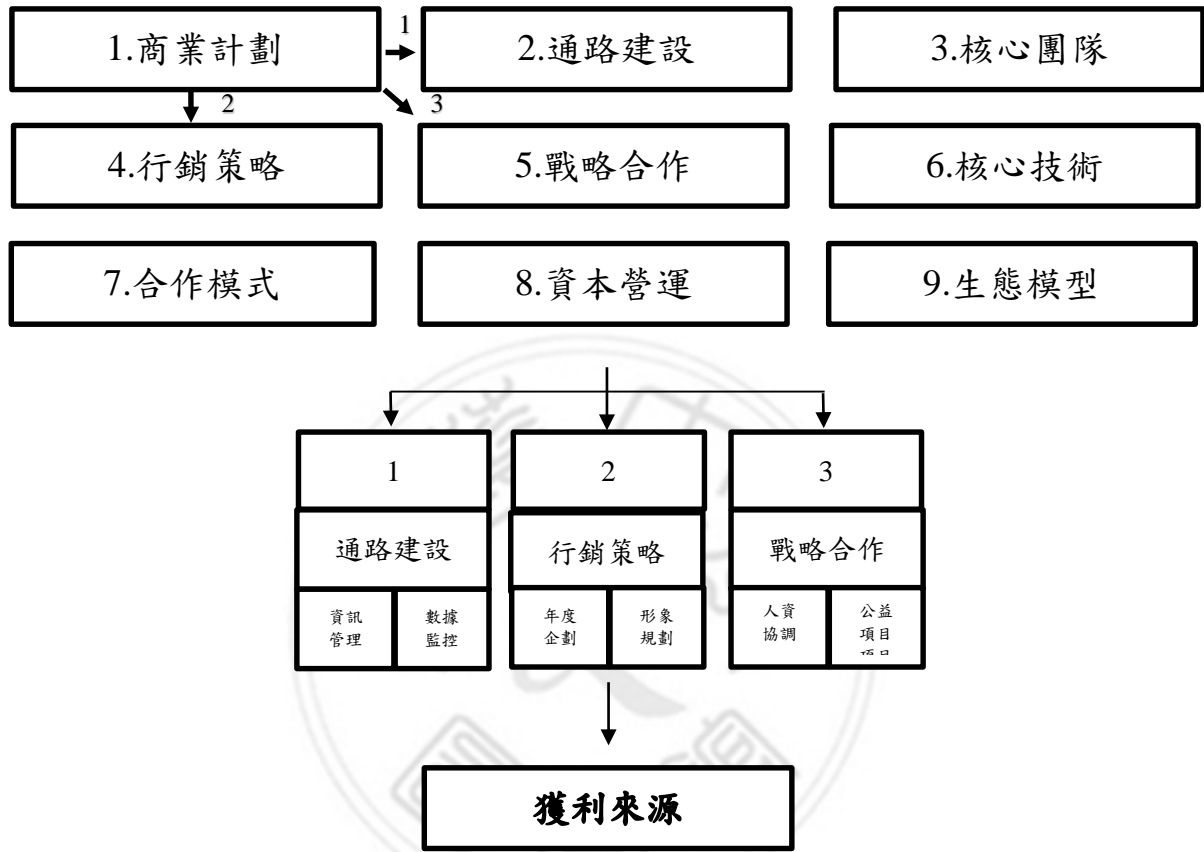 1.商業計劃
1
2.通路建設
3.核心團隊
2
3
4.行銷策略
5.戰略合作
6.核心技術
7.合作模式
8.資本營運
9.生態模型
1
2
3
通路建設
行銷策略
戰略合作
資訊
管理
數據
監控
年度
企劃
形象
規劃
人資
協調
公益
項目
項目
獲利來源